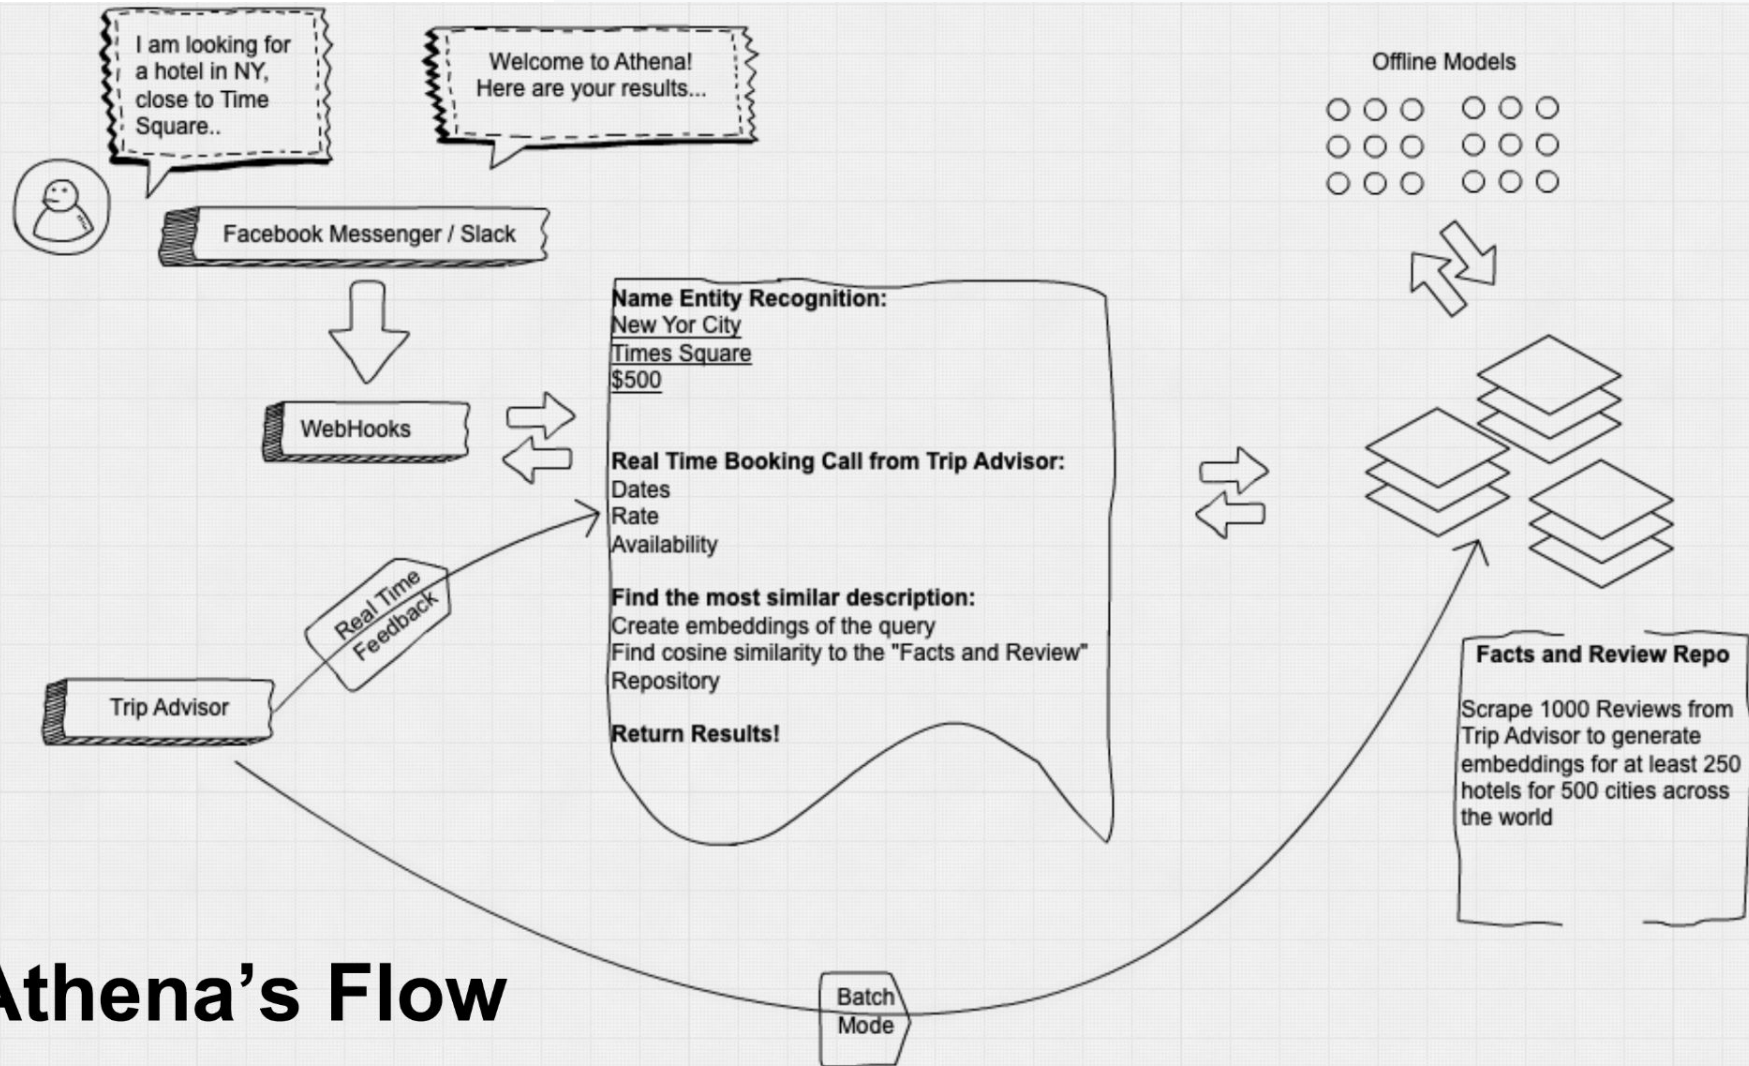 I am looking for
a hotel in NY,
close to Time
Square..
Welcome to Athena!
Here are your results...
Offline Models
Facebook Messenger / Slack
Name Entity Recognition:
New Yor City
Times Square
$500
WebHooks
Real Time Booking Call from Trip Advisor:
Dates
Rate
Availability
Real Time
Feedback
Find the most similar description:
Create embeddings of the query
Find cosine similarity to the "Facts and Review"
Repository
Return Results!
Trip Advisor
Facts and Review Repo
Scrape 1000 Reviews from
Trip Advisor to generate
embeddings for at least 250
hotels for 500 cities across
the world
Athena’s Flow
Batch
Mode